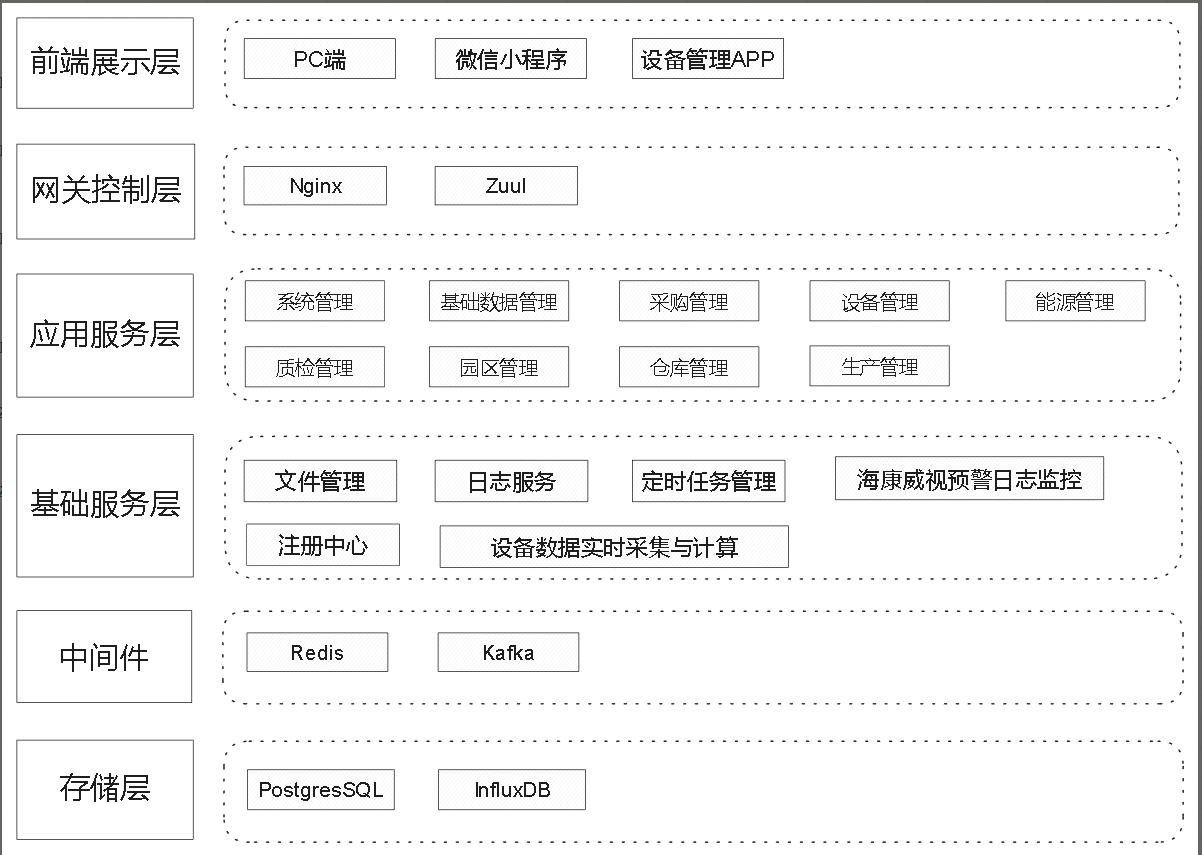 前端展示层
PC端 微信小程序 设备管理APP
网关控制层
Nginx Zuul
应用服务层
系统管理 基础数据管理 采购管理 设备管理 能源管理
质检管理 园区管理 仓库管理 生产管理
基础服务层
文件管理 日志服务 定时任务管理 海康威视预警日志监控
注册中心 设备数据实时采集与计算
中间件
Redis Kafka
存储层
PostgresSQL InfluxDB